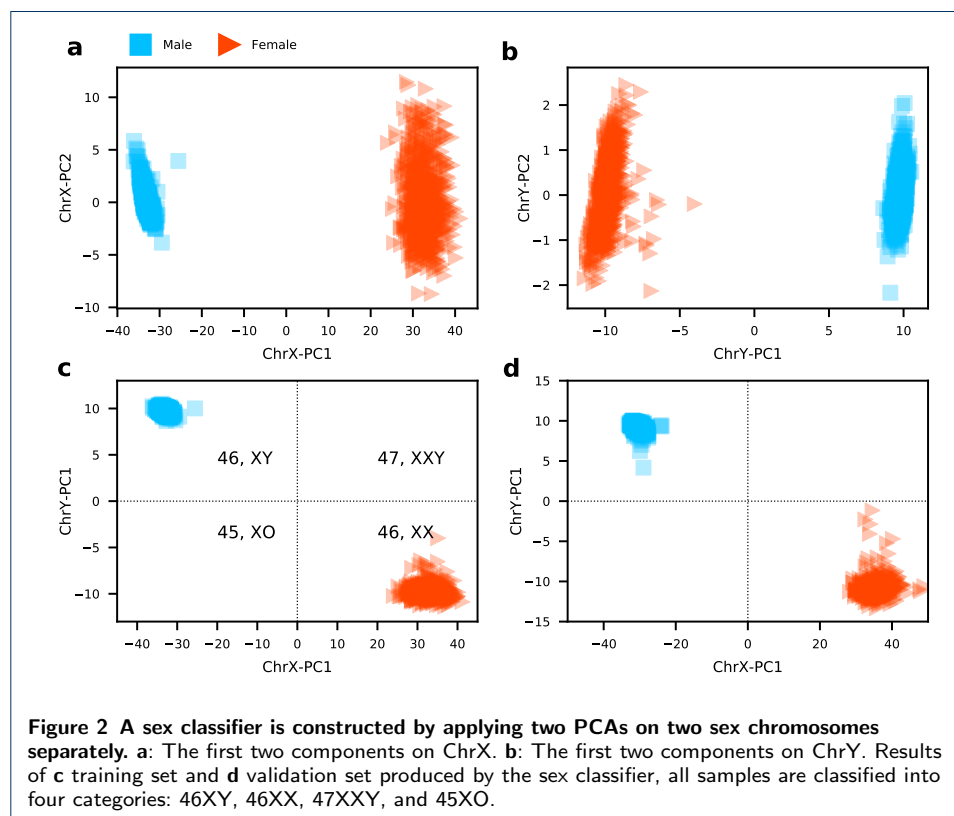 a
Male
Female
10
5
0
−5
−10
ChrX-PC2
−40 −30 −20 −10 0 10 20 30 40
ChrX-PC1
b
2
1
0
−1
−2
ChrY-PC2
−10 −5 0 5 10
ChrY-PC1
c
10
5
0
−5
−10
ChrY-PC1
46, XY
47, XXY
45, XO
46, XX
−40 −30 −20 −10 0 10 20 30 40
ChrX-PC1
d
15
10
5
0
−5
−10
−15
ChrY-PC1
−40 −20 0 20 40
ChrX-PC1
Figure 2 A sex classifier is constructed by applying two PCAs on two sex chromosomes
separately. a: The first two components on ChrX. b: The first two components on ChrY. Results
of c training set and d validation set produced by the sex classifier, all samples are classified into
four categories: 46XY, 46XX, 47XXY, and 45XO.